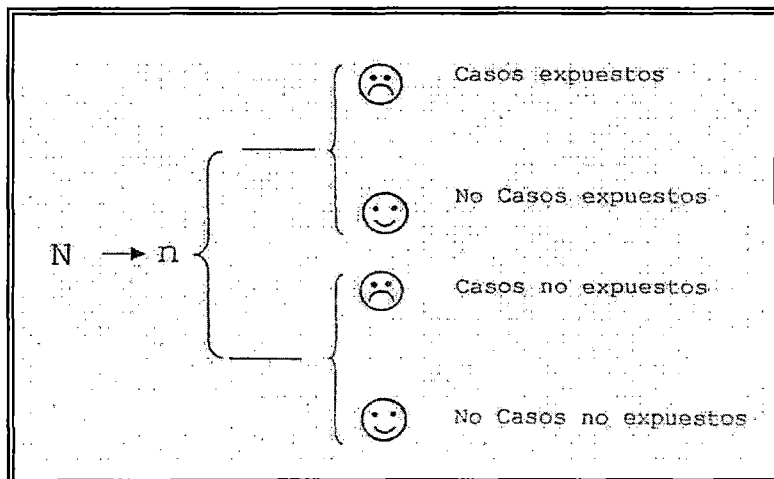 Casos expuestos
No Casos expuestos
N → n
Casos no expuestos
No Casos no expuestos